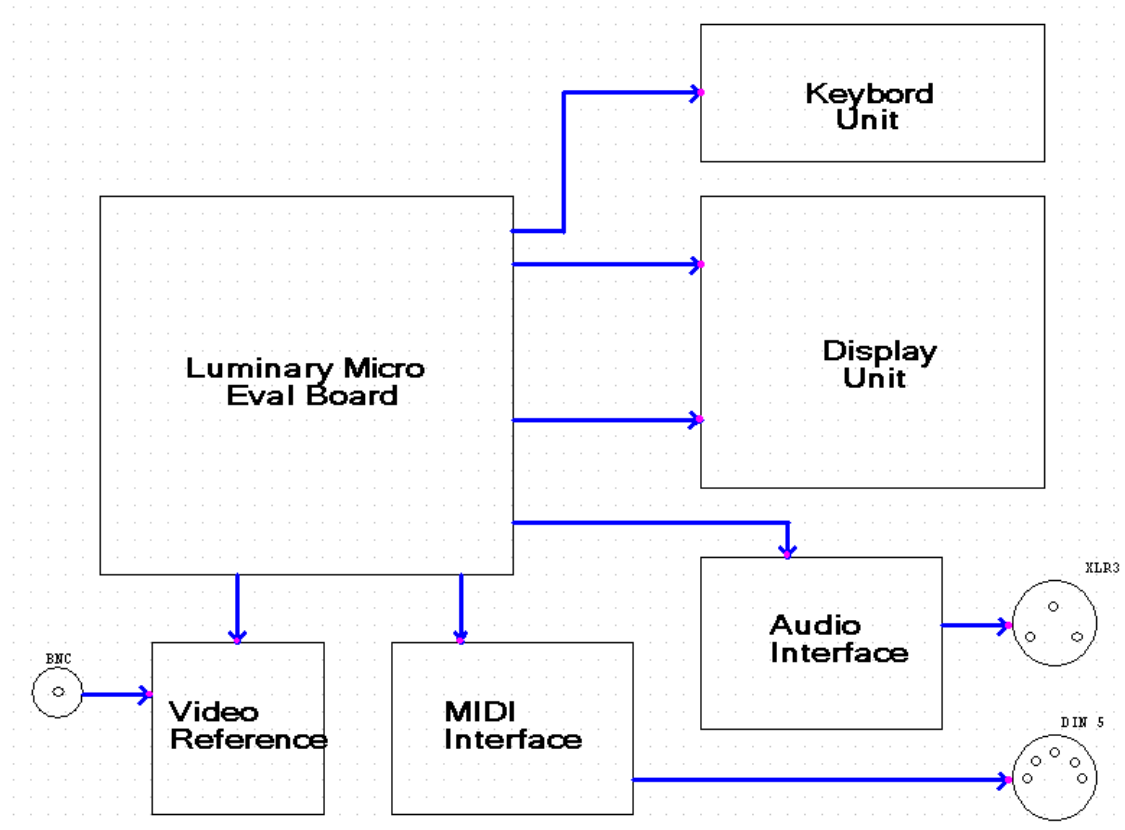 Keybord
Unit
Luminary Micro
Eval Board
Display
Unit
XLR3
Audio
Interface
BNC
Video
Reference
MIDI
Interface
DIN 5